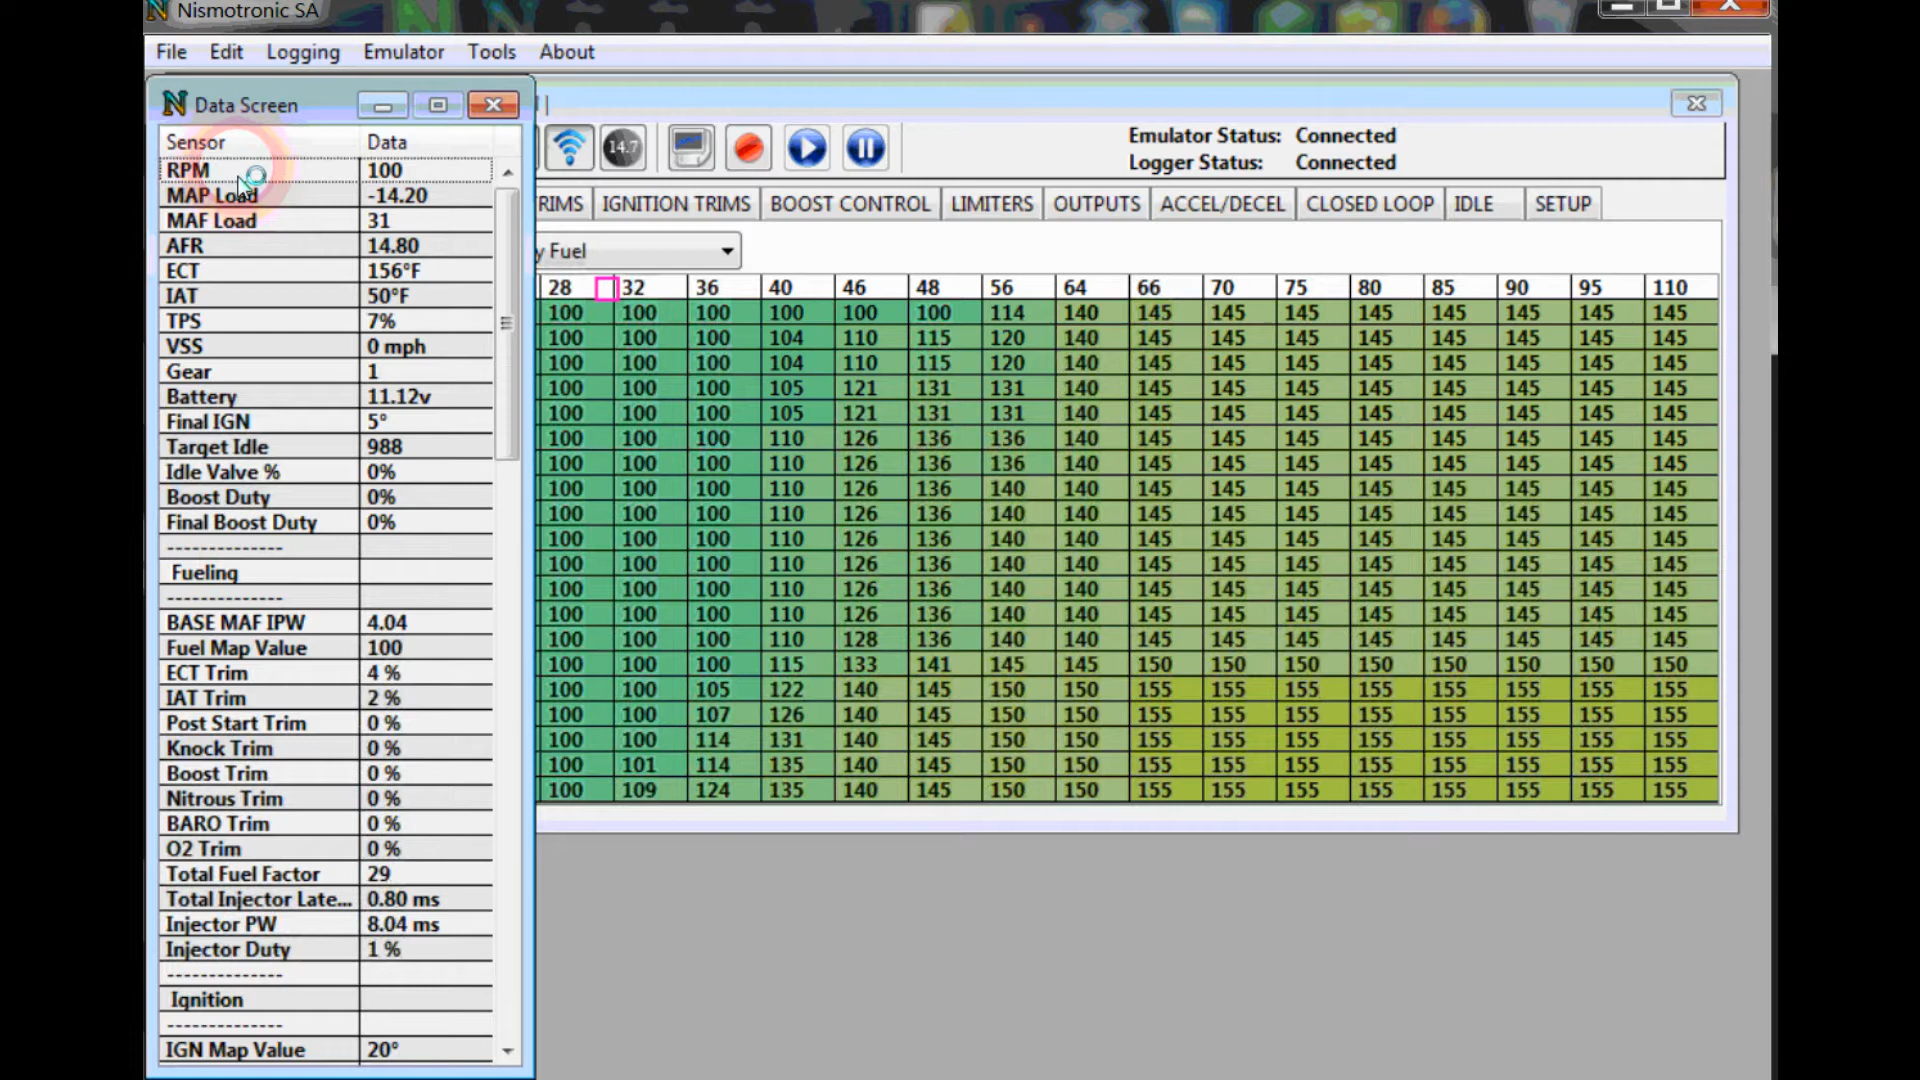 Nismotronic SA
File Edit Logging Emulator Tools About
Data Screen
Sensor Data
RPM 100
MAP Load -14.20
MAF Load 31
AFR 14.80
ECT 156°F
IAT 50°F
TPS 7%
VSS 0 mph
Gear 1
Battery 11.12v
Final IGN 5°
Target Idle 988
Idle Valve % 0%
Boost Duty 0%
Final Boost Duty 0%
--------------
Fueling
--------------
BASE MAF IPW 4.04
Fuel Map Value 100
ECT Trim 4 %
IAT Trim 2 %
Post Start Trim 0 %
Knock Trim 0 %
Boost Trim 0 %
Nitrous Trim 0 %
BARO Trim 0 %
O2 Trim 0 %
Total Fuel Factor 29
Total Injector Late... 0.80 ms
Injector PW 8.04 ms
Injector Duty 1 %
--------------
Ignition
--------------
IGN Map Value 20°
14.7
Emulator Status: Connected
Logger Status: Connected
RIMS IGNITION TRIMS BOOST CONTROL LIMITERS OUTPUTS ACCEL/DECEL CLOSED LOOP IDLE SETUP
y Fuel
28 32 36 40 46 48 56 64 66 70 75 80 85 90 95 110
100 100 100 100 100 100 114 140 145 145 145 145 145 145 145 145
100 100 100 104 110 115 120 140 145 145 145 145 145 145 145 145
100 100 100 104 110 115 120 140 145 145 145 145 145 145 145 145
100 100 100 105 121 131 131 140 145 145 145 145 145 145 145 145
100 100 100 105 121 131 131 140 145 145 145 145 145 145 145 145
100 100 100 110 126 136 136 140 145 145 145 145 145 145 145 145
100 100 100 110 126 136 136 140 145 145 145 145 145 145 145 145
100 100 100 110 126 136 140 140 145 145 145 145 145 145 145 145
100 100 100 110 126 136 140 140 145 145 145 145 145 145 145 145
100 100 100 110 126 136 140 140 145 145 145 145 145 145 145 145
100 100 100 110 126 136 140 140 145 145 145 145 145 145 145 145
100 100 100 110 126 136 140 140 145 145 145 145 145 145 145 145
100 100 100 110 126 136 140 140 145 145 145 145 145 145 145 145
100 100 100 110 128 136 140 140 145 145 145 145 145 145 145 145
100 100 100 115 133 141 145 145 150 150 150 150 150 150 150 150
100 100 105 122 140 145 150 150 155 155 155 155 155 155 155 155
100 100 107 126 140 145 150 150 155 155 155 155 155 155 155 155
100 100 114 131 140 145 150 150 155 155 155 155 155 155 155 155
100 101 114 135 140 145 150 150 155 155 155 155 155 155 155 155
100 109 124 135 140 145 150 150 155 155 155 155 155 155 155 155